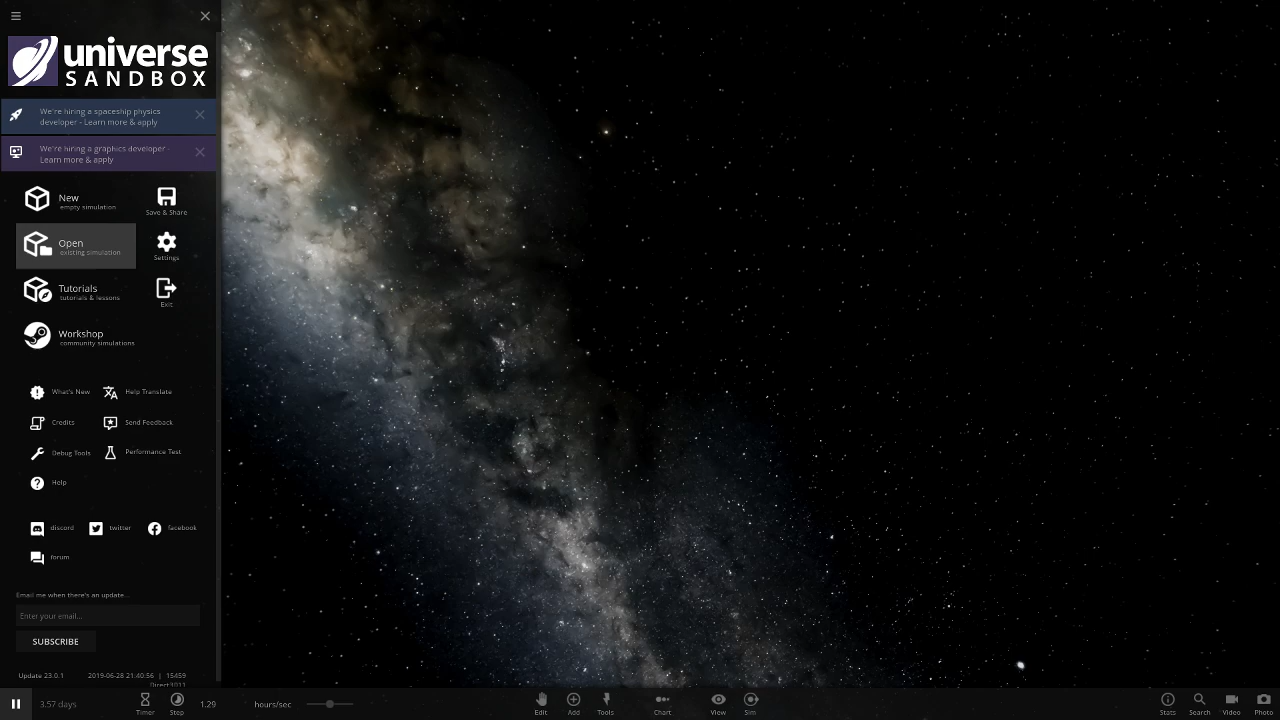 universe
SANDBOX
We're hiring a spaceship physics
developer - Learn more & apply
We're hiring a graphics developer -
Learn more & apply
New
empty simulation
Save & Share
Open
existing simulation
Settings
Tutorials
tutorials & lessons
Exit
Workshop
community simulations
What's New
Help Translate
Credits
Send Feedback
Debug Tools
Performance Test
Help
discord
twitter
facebook
forum
Email me when there's an update...
Enter your email...
SUBSCRIBE
Update 23.0.1
2019-06-28 21:40:56 | 15459
Direct3D11
3.57 days
Timer
Step
1.29
hours/sec
Edit
Add
Tools
Chart
View
Sim
Stats
Search
Video
Photo